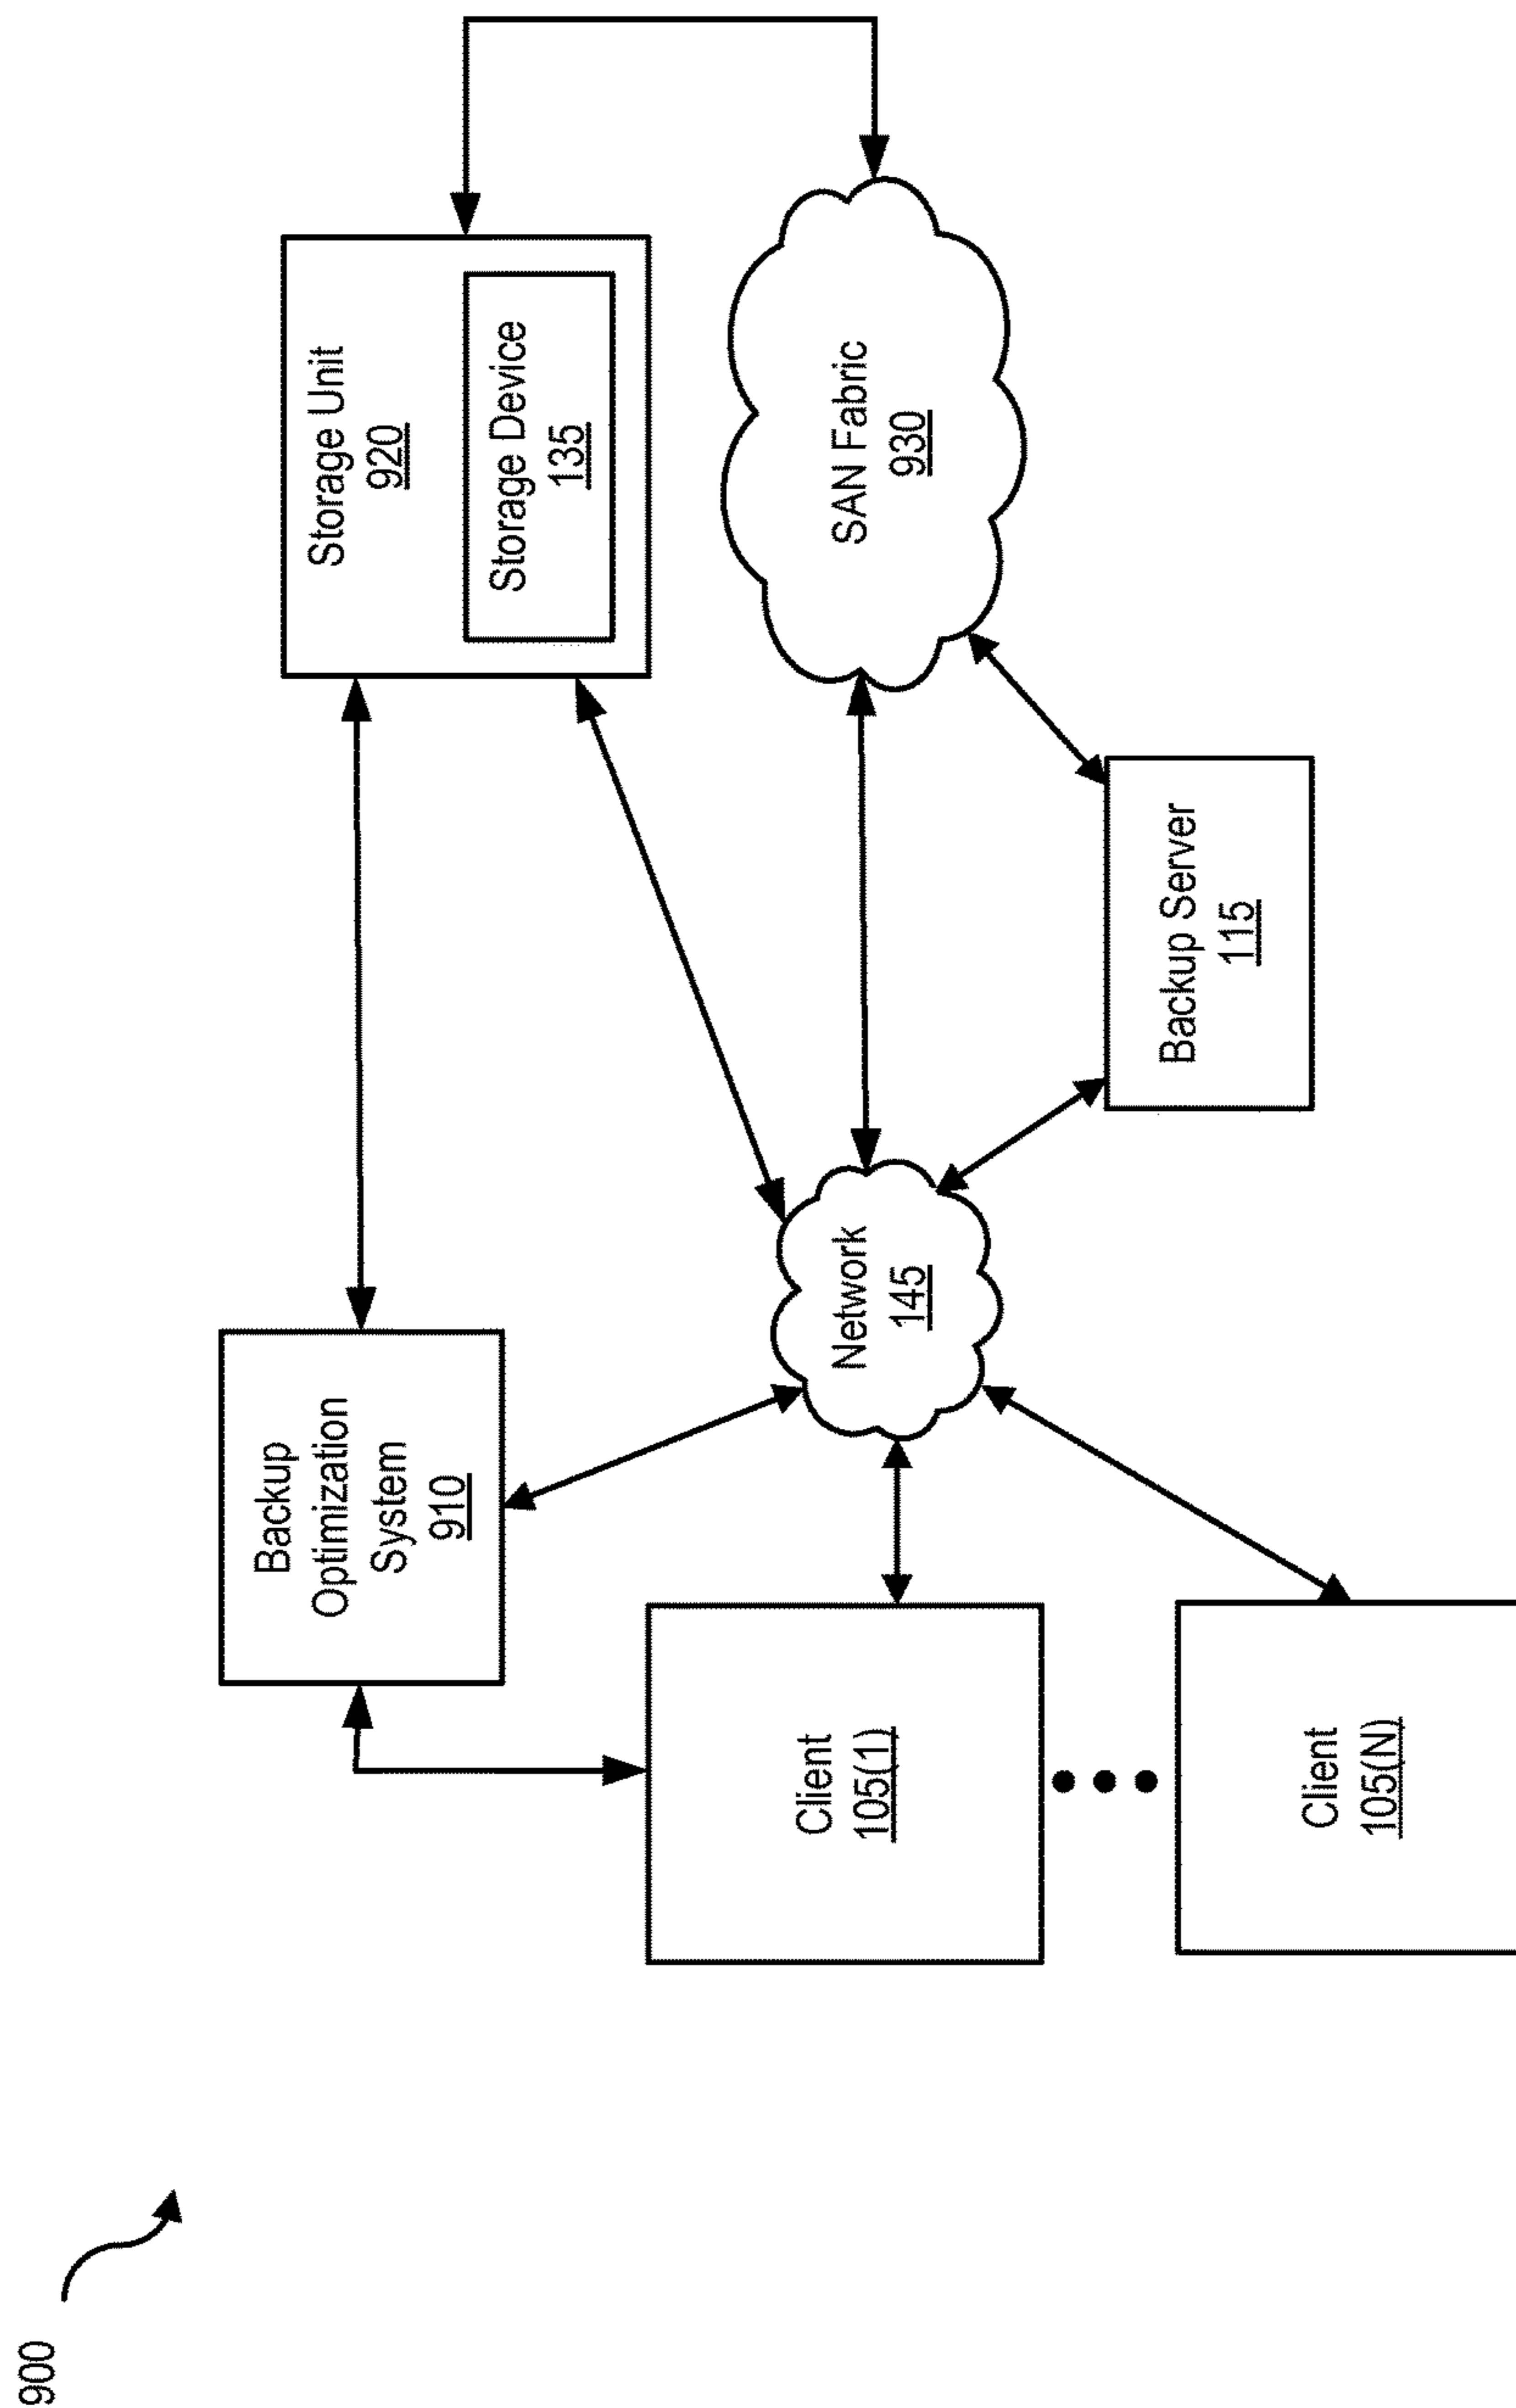 900
Backup
Optimization
System
910
Storage Unit
920
Storage Device
135
Client
105(1)
Network
145
SAN Fabric
930
Backup Server
115
Client
105(N)